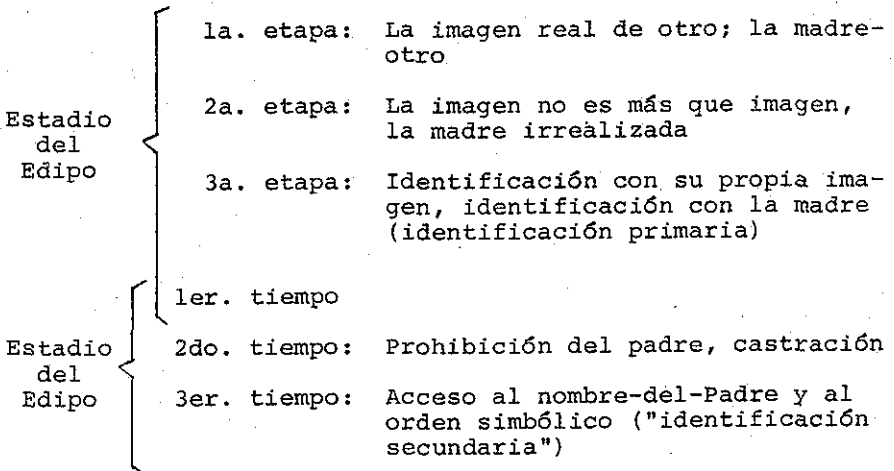 1a. etapa: La imagen real de otro; la madre-
otro
2a. etapa: La imagen no es más que imagen,
la madre irrealizada
Estadio
del
Edipo
3a. etapa: Identificación con su propia ima-
gen, identificación con la madre
(identificación primaria)
1er. tiempo
Estadio
del
Edipo
2do. tiempo: Prohibición del padre, castración
3er. tiempo: Acceso al nombre-del-Padre y al
orden simbólico ("identificación
secundaria")